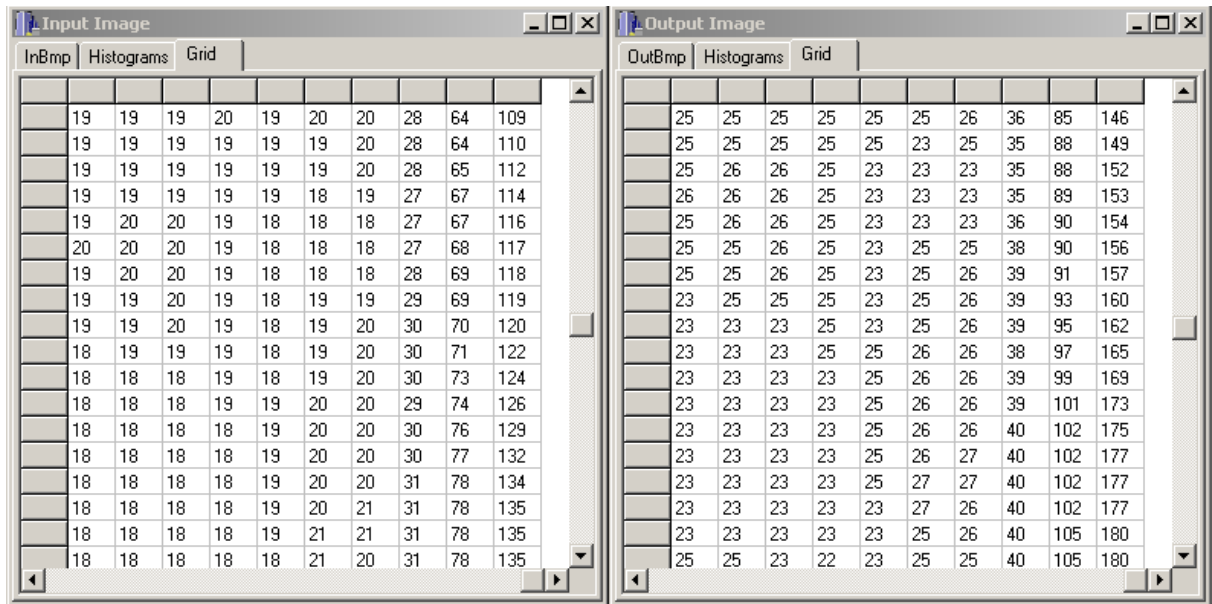 Input Image
InBmp Histograms Grid
19 19 19 20 19 20 20 28 64 109
19 19 19 19 19 19 20 28 64 110
19 19 19 19 19 19 20 28 65 112
19 19 19 19 19 18 19 27 67 114
19 20 20 19 18 18 18 27 67 116
20 20 20 19 18 18 18 27 68 117
19 20 20 19 18 18 18 28 69 118
19 19 20 19 18 19 19 29 69 119
19 19 20 19 18 19 20 30 70 120
18 19 19 19 18 19 20 30 71 122
18 18 18 19 18 19 20 30 73 124
18 18 18 19 19 20 20 29 74 126
18 18 18 18 19 20 20 30 76 129
18 18 18 18 19 20 20 30 77 132
18 18 18 18 19 20 20 31 78 134
18 18 18 18 19 20 21 31 78 135
18 18 18 18 19 21 21 31 78 135
18 18 18 18 18 21 20 31 78 135
Output Image
OutBmp Histograms Grid
25 25 25 25 25 25 26 36 85 146
25 25 25 25 25 23 25 35 88 149
25 26 26 25 23 23 23 35 88 152
26 26 26 25 23 23 23 35 89 153
25 26 26 25 23 23 23 36 90 154
25 25 26 25 23 25 25 38 90 156
25 25 26 25 23 25 26 39 91 157
23 25 25 25 23 25 26 39 93 160
23 23 23 25 23 25 26 39 95 162
23 23 23 25 25 26 26 38 97 165
23 23 23 23 25 26 26 39 99 169
23 23 23 23 25 26 26 39 101 173
23 23 23 23 25 26 26 40 102 175
23 23 23 23 25 26 27 40 102 177
23 23 23 23 25 27 27 40 102 177
23 23 23 23 23 27 26 40 102 177
23 23 23 23 23 25 26 40 105 180
25 25 23 22 23 25 25 40 105 180